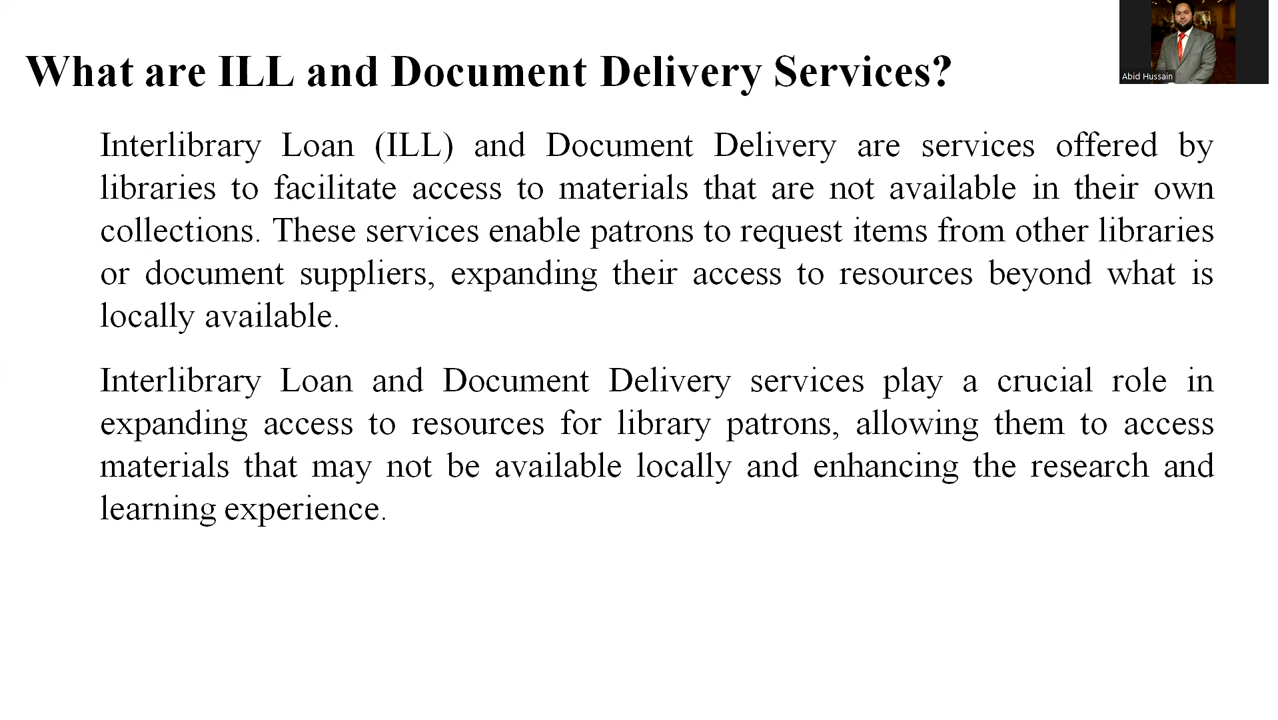 What are ILL and Document Delivery Services?
Abid Hussain
Interlibrary Loan (ILL) and Document Delivery are services offered by
libraries to facilitate access to materials that are not available in their own
collections. These services enable patrons to request items from other libraries
or document suppliers, expanding their access to resources beyond what is
locally available.
Interlibrary Loan and Document Delivery services play a crucial role in
expanding access to resources for library patrons, allowing them to access
materials that may not be available locally and enhancing the research and
learning experience.